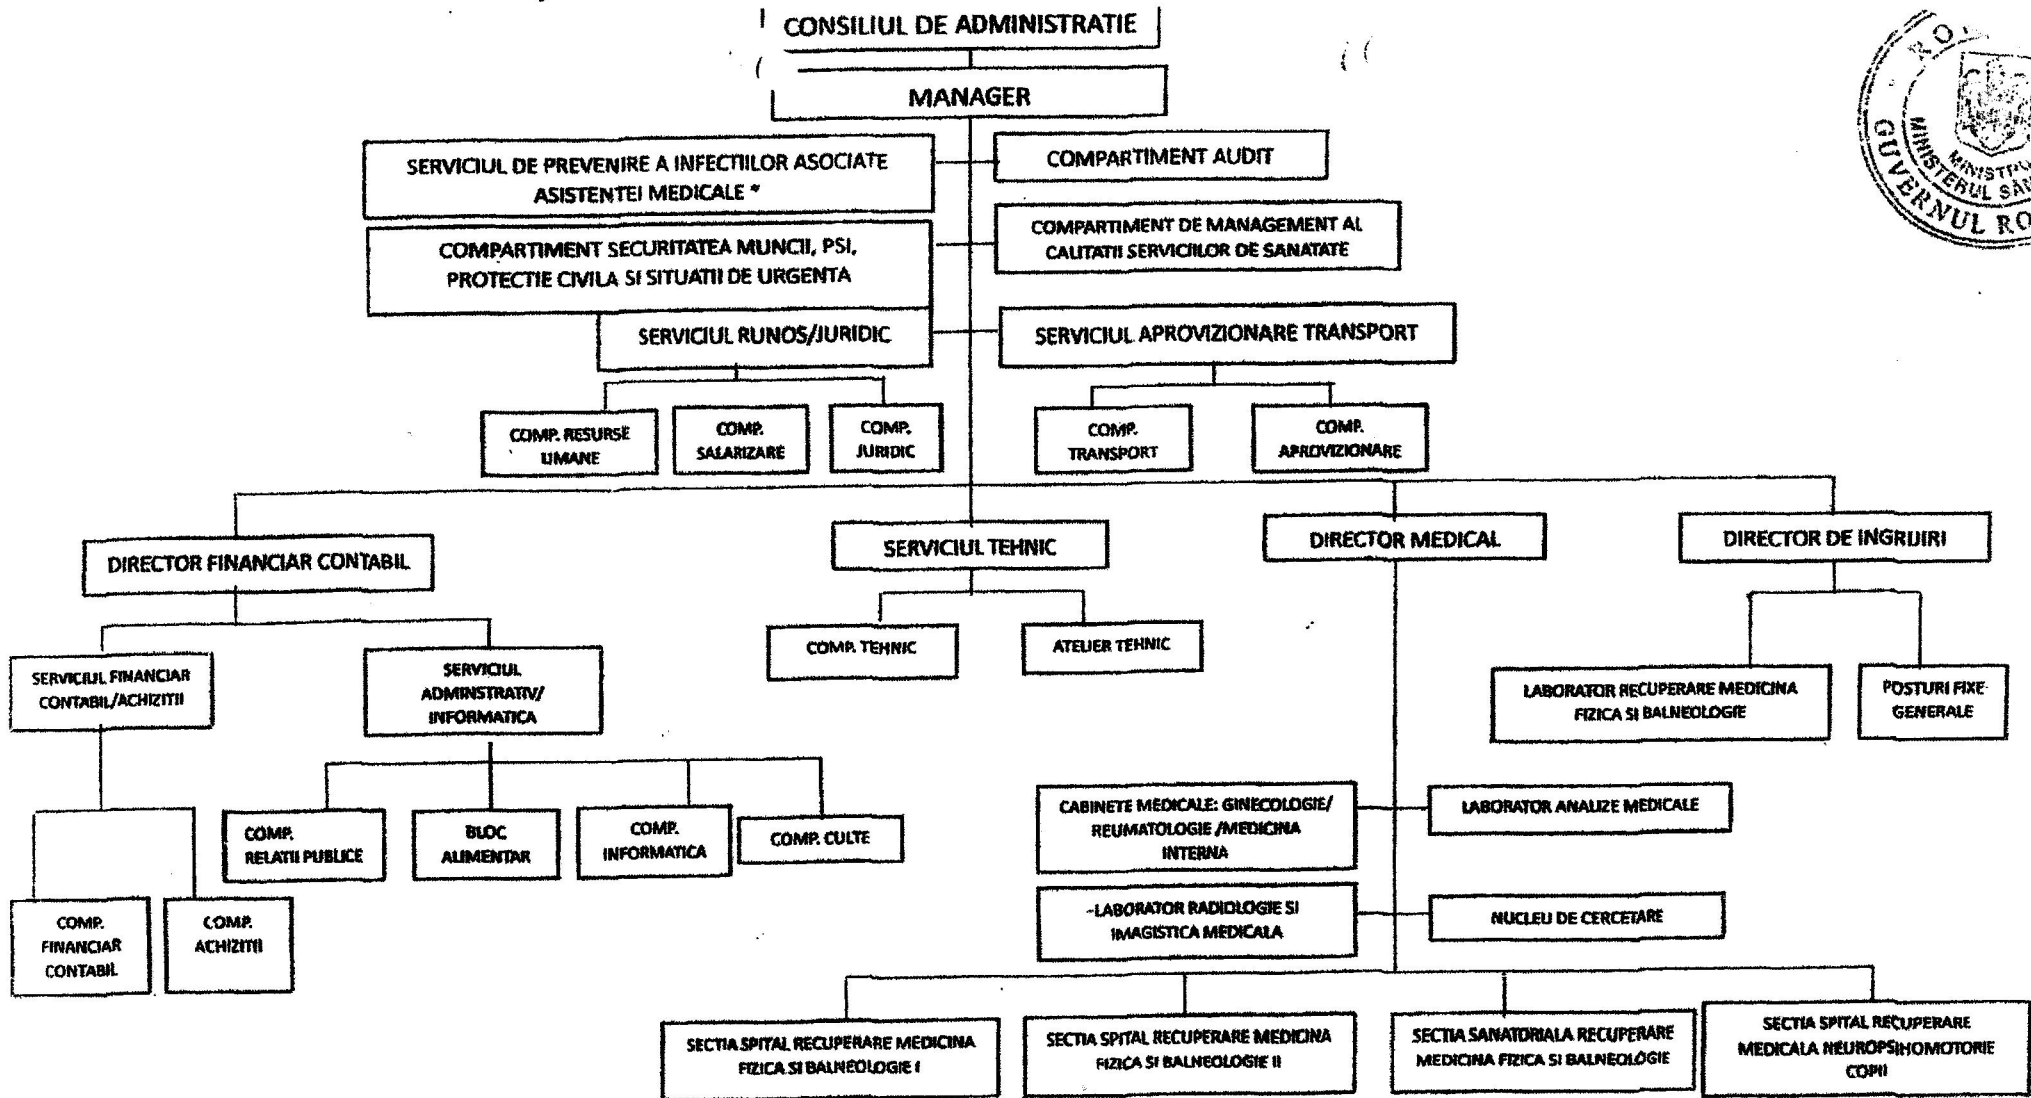 CONSILIUL DE ADMINISTRATIE
MANAGER
SERVICIUL DE PREVENIRE A INFECTIILOR ASOCIATE
ASISTENTEI MEDICALE *
COMPARTIMENT AUDIT
COMPARTIMENT SECURITATEA MUNCII, PSI,
PROTECTIE CIVILA SI SITUATII DE URGENTA
COMPARTIMENT DE MANAGEMENT AL
CALITATII SERVICIILOR DE SANATATE
SERVICIUL RUNOS/JURIDIC
SERVICIUL APROVIZIONARE TRANSPORT
COMP. RESURSE
UMANE
COMP.
SALARIZARE
COMP.
JURIDIC
COMP.
TRANSPORT
COMP.
APROVIZIONARE
DIRECTOR FINANCIAR CONTABIL
SERVICIUL TEHNIC
DIRECTOR MEDICAL
DIRECTOR DE INGRIJIRI
SERVICIUL FINANCIAR
CONTABIL/ACHIZITII
SERVICIUL
ADMINSTRATIV/
INFORMATICA
COMP. TEHNIC
ATELIER TEHNIC
LABORATOR RECUPERARE MEDICINA
FIZICA SI BALNEOLOGIE
POSTURI FIXE
GENERALE
COMP.
RELATII PUBLICE
BLOC
ALIMENTAR
COMP.
INFORMATICA
COMP. CULTE
CABINETE MEDICALE: GINECOLOGIE/
REUMATOLOGIE /MEDICINA
INTERNA
LABORATOR ANALIZE MEDICALE
COMP.
FINANCIAR
CONTABIL
COMP.
ACHIZITII
-LABORATOR RADIOLOGIE SI
IMAGISTICA MEDICALA
NUCLEU DE CERCETARE
SECTIA SPITAL RECUPERARE MEDICINA
FIZICA SI BALNEOLOGIE I
SECTIA SPITAL RECUPERARE MEDICINA
FIZICA SI BALNEOLOGIE II
SECTIA SANATORIALA RECUPERARE
MEDICINA FIZICA SI BALNEOLOGIE
SECTIA SPITAL RECUPERARE
MEDICALA NEUROPSIHOMOTORIE
COPII
GUVERNUL RO
MINISTERUL SĂN